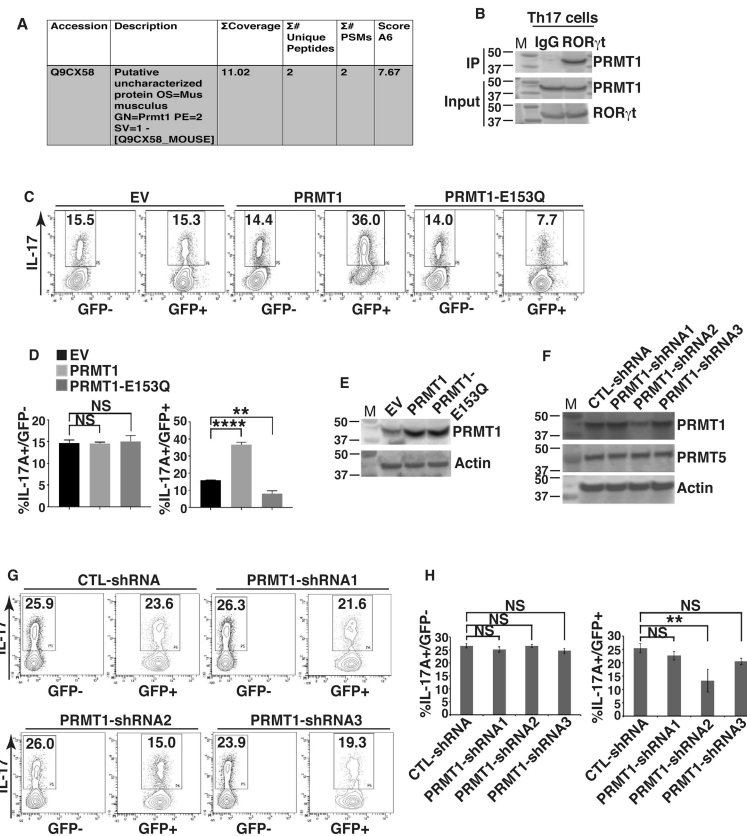 A
Accession Description ΣCoverage Σ# Unique Peptides Σ# PSMs Score A6
Q9CX58 Putative uncharacterized protein OS=Mus musculus GN=Prmt1 PE=2 SV=1 - [Q9CX58_MOUSE] 11.02 2 2 7.67
B
Th17 cells
M IgG RORγt
IP 50 37 PRMT1
Input 50 37 PRMT1
50 37 RORγt
C
EV PRMT1 PRMT1-E153Q
15.5 15.3 14.4 36.0 14.0 7.7
IL-17
GFP- GFP+ GFP- GFP+ GFP- GFP+
D
EV
PRMT1
PRMT1-E153Q
%IL-17A+/GFP-
20 15 10 5 0
NS
NS
%IL-17A+/GFP+
50 40 30 20 10 0
**
****
E
M EV PRMT1 PRMT1-E153Q
50 37 PRMT1
50 37 Actin
F
M CTL-shRNA PRMT1-shRNA1 PRMT1-shRNA2 PRMT1-shRNA3
50 37 PRMT1
50 37 PRMT5
50 37 Actin
G
CTL-shRNA PRMT1-shRNA1
25.9 23.6 26.3 21.6
IL-17
GFP- GFP+ GFP- GFP+
PRMT1-shRNA2 PRMT1-shRNA3
26.0 15.0 23.9 19.3
IL-17
GFP- GFP+ GFP- GFP+
H
%IL-17A+/GFP-
30 25 20 15 10 5 0
NS
NS
NS
CTL-shRNA PRMT1-shRNA1 PRMT1-shRNA2 PRMT1-shRNA3
%IL-17A+/GFP+
30 25 20 15 10 5 0
NS
**
NS
CTL-shRNA PRMT1-shRNA1 PRMT1-shRNA2 PRMT1-shRNA3